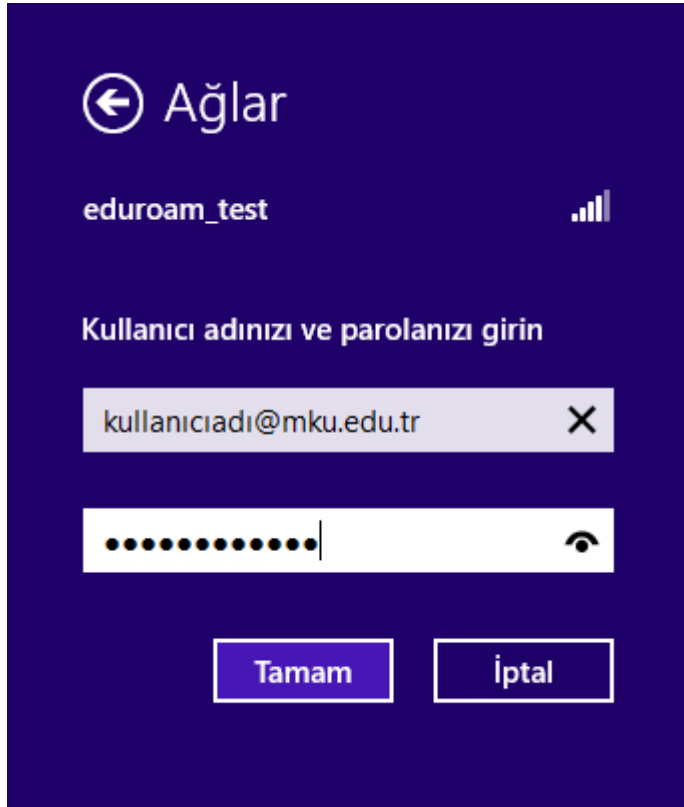 Ağlar
eduroam_test
Kullanıcı adınızı ve parolanızı girin
kullanıcıadı@mku.edu.tr
●●●●●●●●●●●●
Tamam
İptal